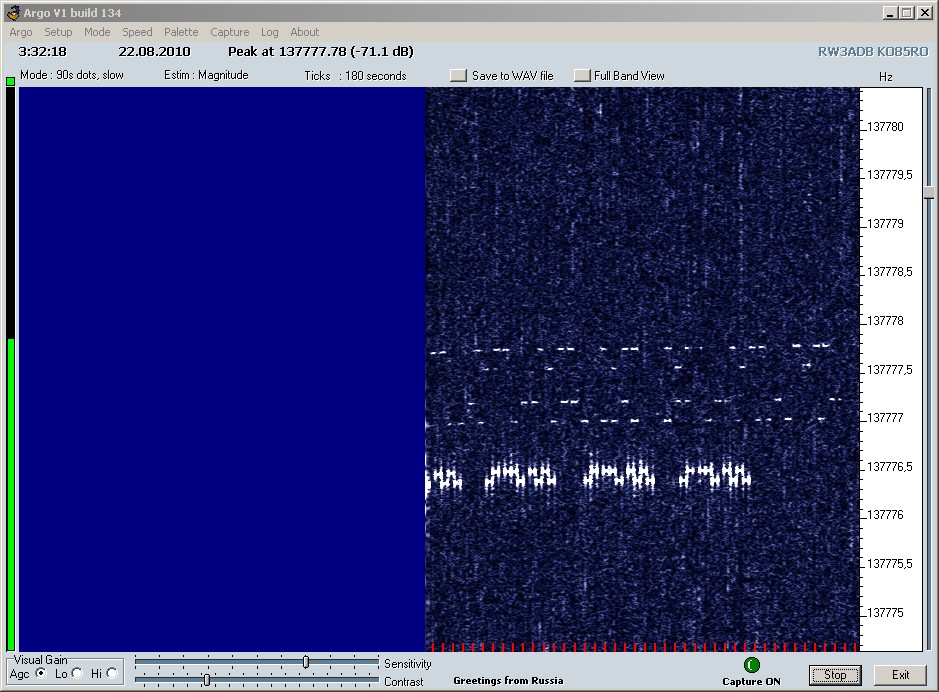 Argo V1 build 134
Argo Setup Mode Speed Palette Capture Log About
3:32:18 22.08.2010 Peak at 137777.78 (-71.1 dB) RW3ADB KO85RO
Mode : 90s dots, slow Estim : Magnitude Ticks : 180 seconds Save to WAV file Full Band View Hz
137780
137779,5
137779
137778,5
137778
137777,5
137777
137776,5
137776
137775,5
137775
Visual Gain
Agc Lo Hi
Sensitivity
Contrast
Greetings from Russia
Capture ON
Stop
Exit